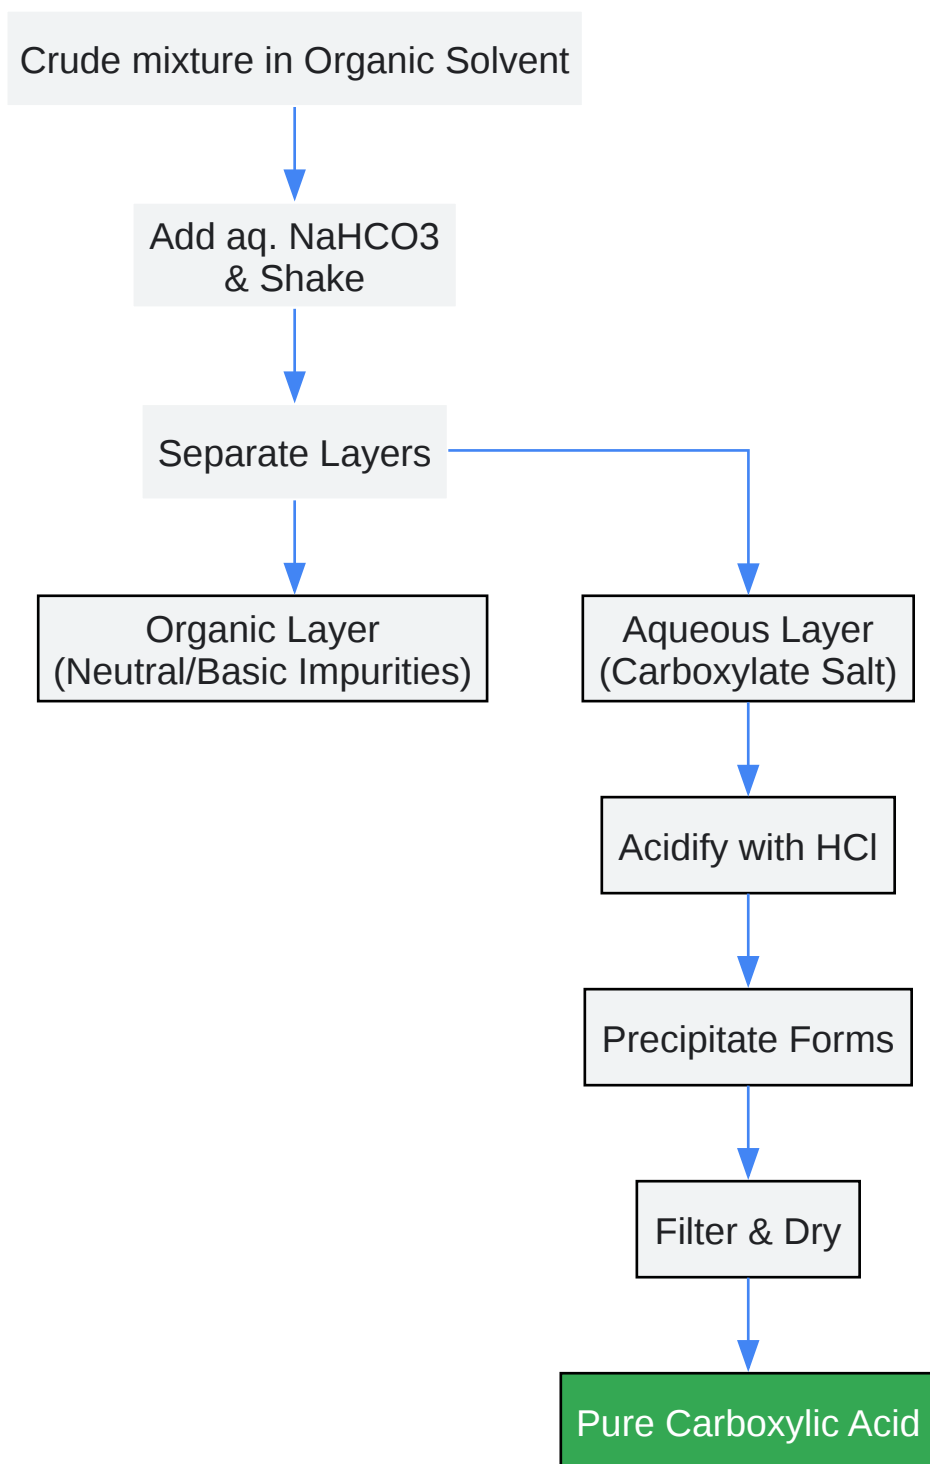 Crude mixture in Organic Solvent
Add aq. NaHCO3
& Shake
Separate Layers
Organic Layer
(Neutral/Basic Impurities)
Aqueous Layer
(Carboxylate Salt)
Acidify with HCl
Precipitate Forms
Filter & Dry
Pure Carboxylic Acid